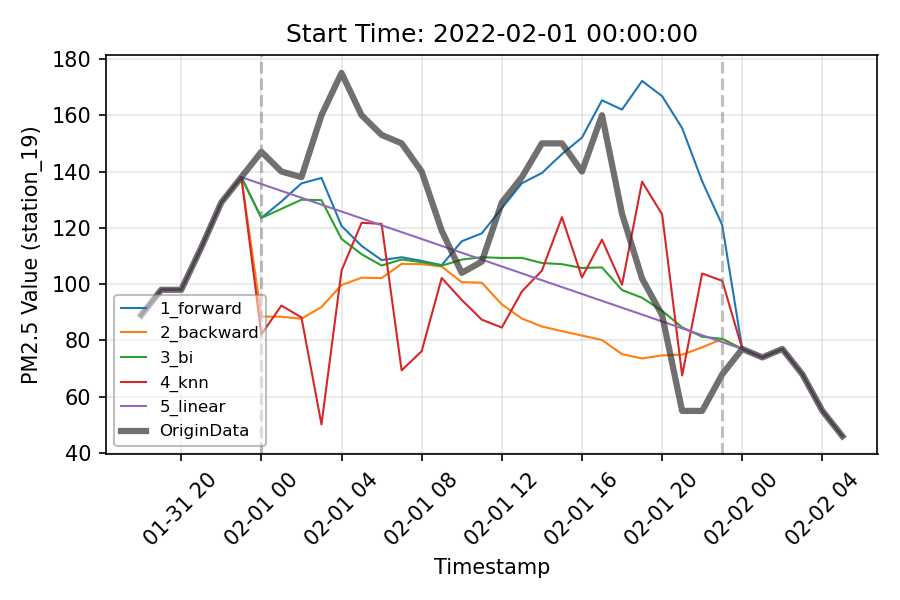 Start Time: 2022-02-01 00:00:00
PM2.5 Value (station_19)
180
160
140
120
100
80
60
40
1_forward
2_backward
3_bi
4_knn
5_linear
OriginData
01-31 20
02-01 00
02-01 04
02-01 08
02-01 12
02-01 16
02-01 20
02-02 00
02-02 04
Timestamp